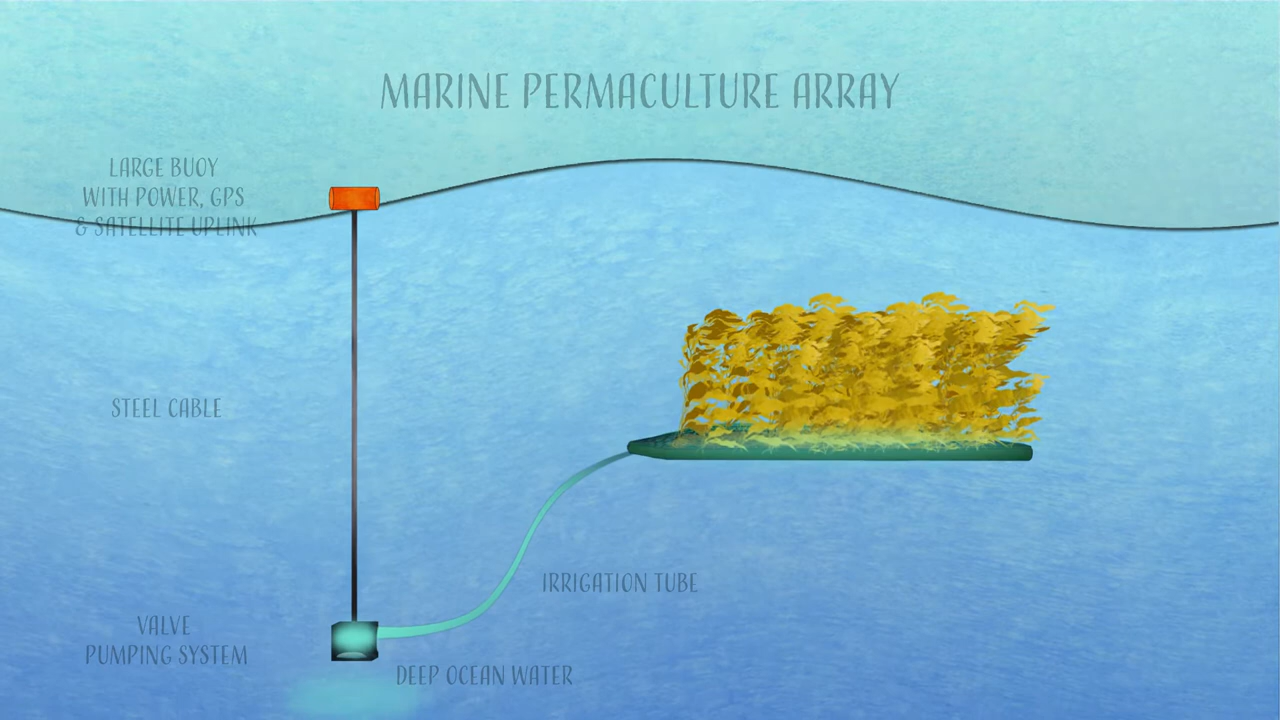 MARINE PERMACULTURE ARRAY
LARGE BUOY
WITH POWER, GPS
& SATELLITE UPLINK
STEEL CABLE
IRRIGATION TUBE
VALVE
PUMPING SYSTEM
DEEP OCEAN WATER